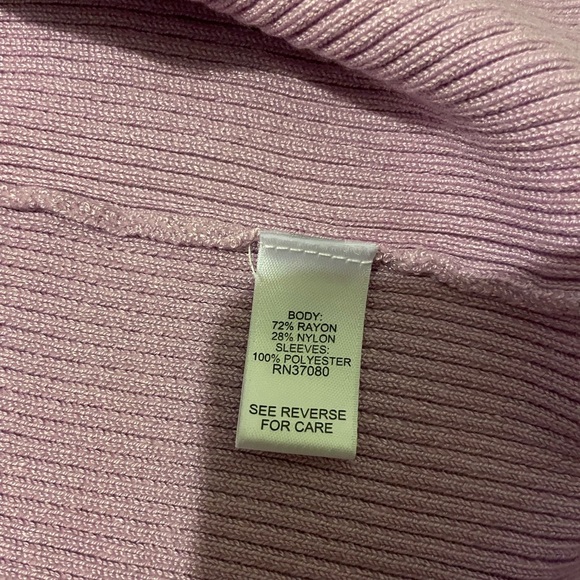 BODY:
72% RAYON
28% NYLON
SLEEVES:
100% POLYESTER
RN37080
SEE REVERSE
FOR CARE